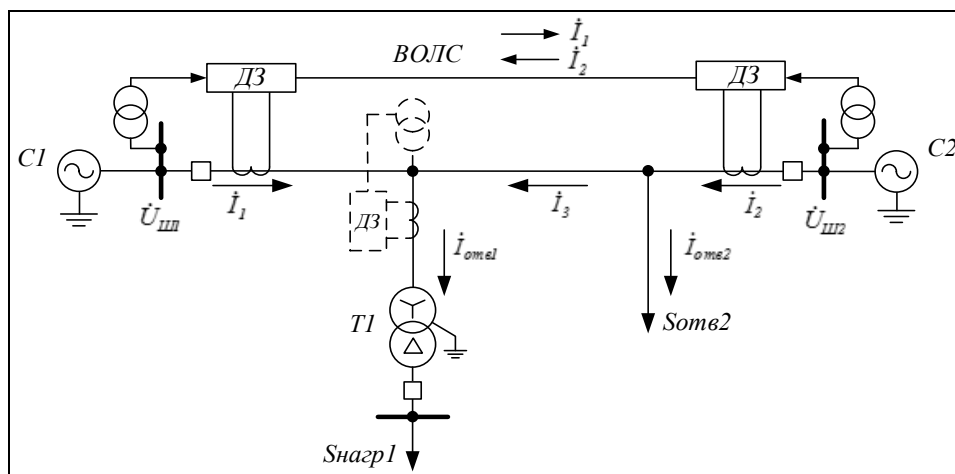 ВОЛС
İ1
İ2
ДЗ
ДЗ
C1
C2
U̇Ш1
İ1
İ3
İ2
U̇Ш2
ДЗ
İотв1
İотв2
T1
Sотв2
Sнагр1